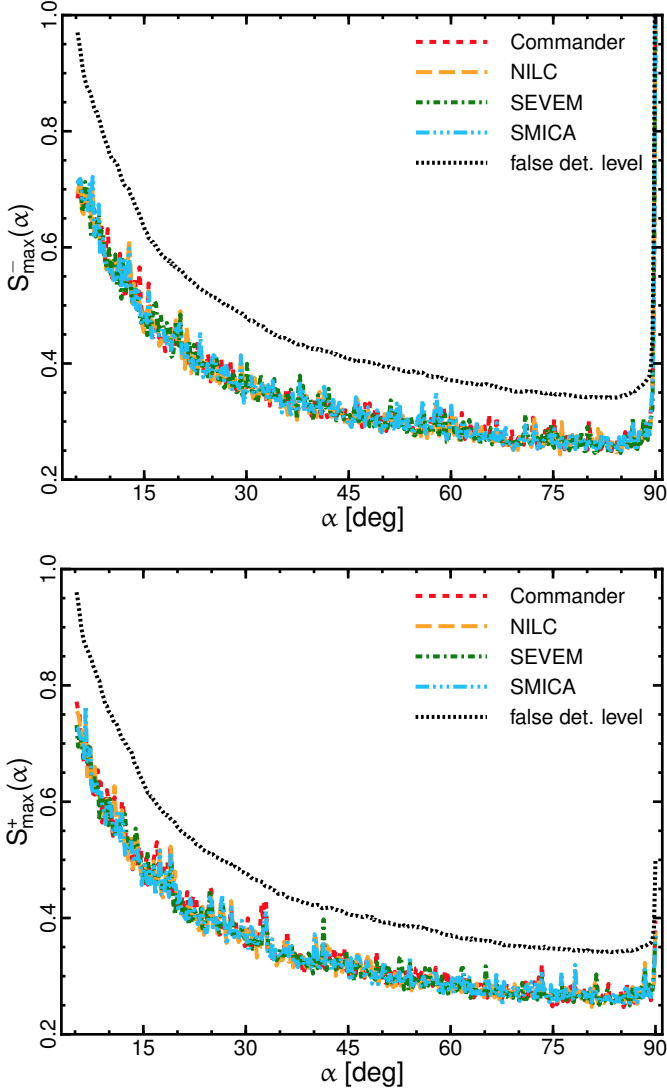 1.0
Commander
NILC
0.8
SEVEM
SMICA
false det. level
S⁻max(α)
0.6
0.4
0.2
15 30 45 60 75 90
α [deg]
1.0
Commander
NILC
0.8
SEVEM
SMICA
false det. level
S⁺max(α)
0.6
0.4
0.2
15 30 45 60 75 90
α [deg]